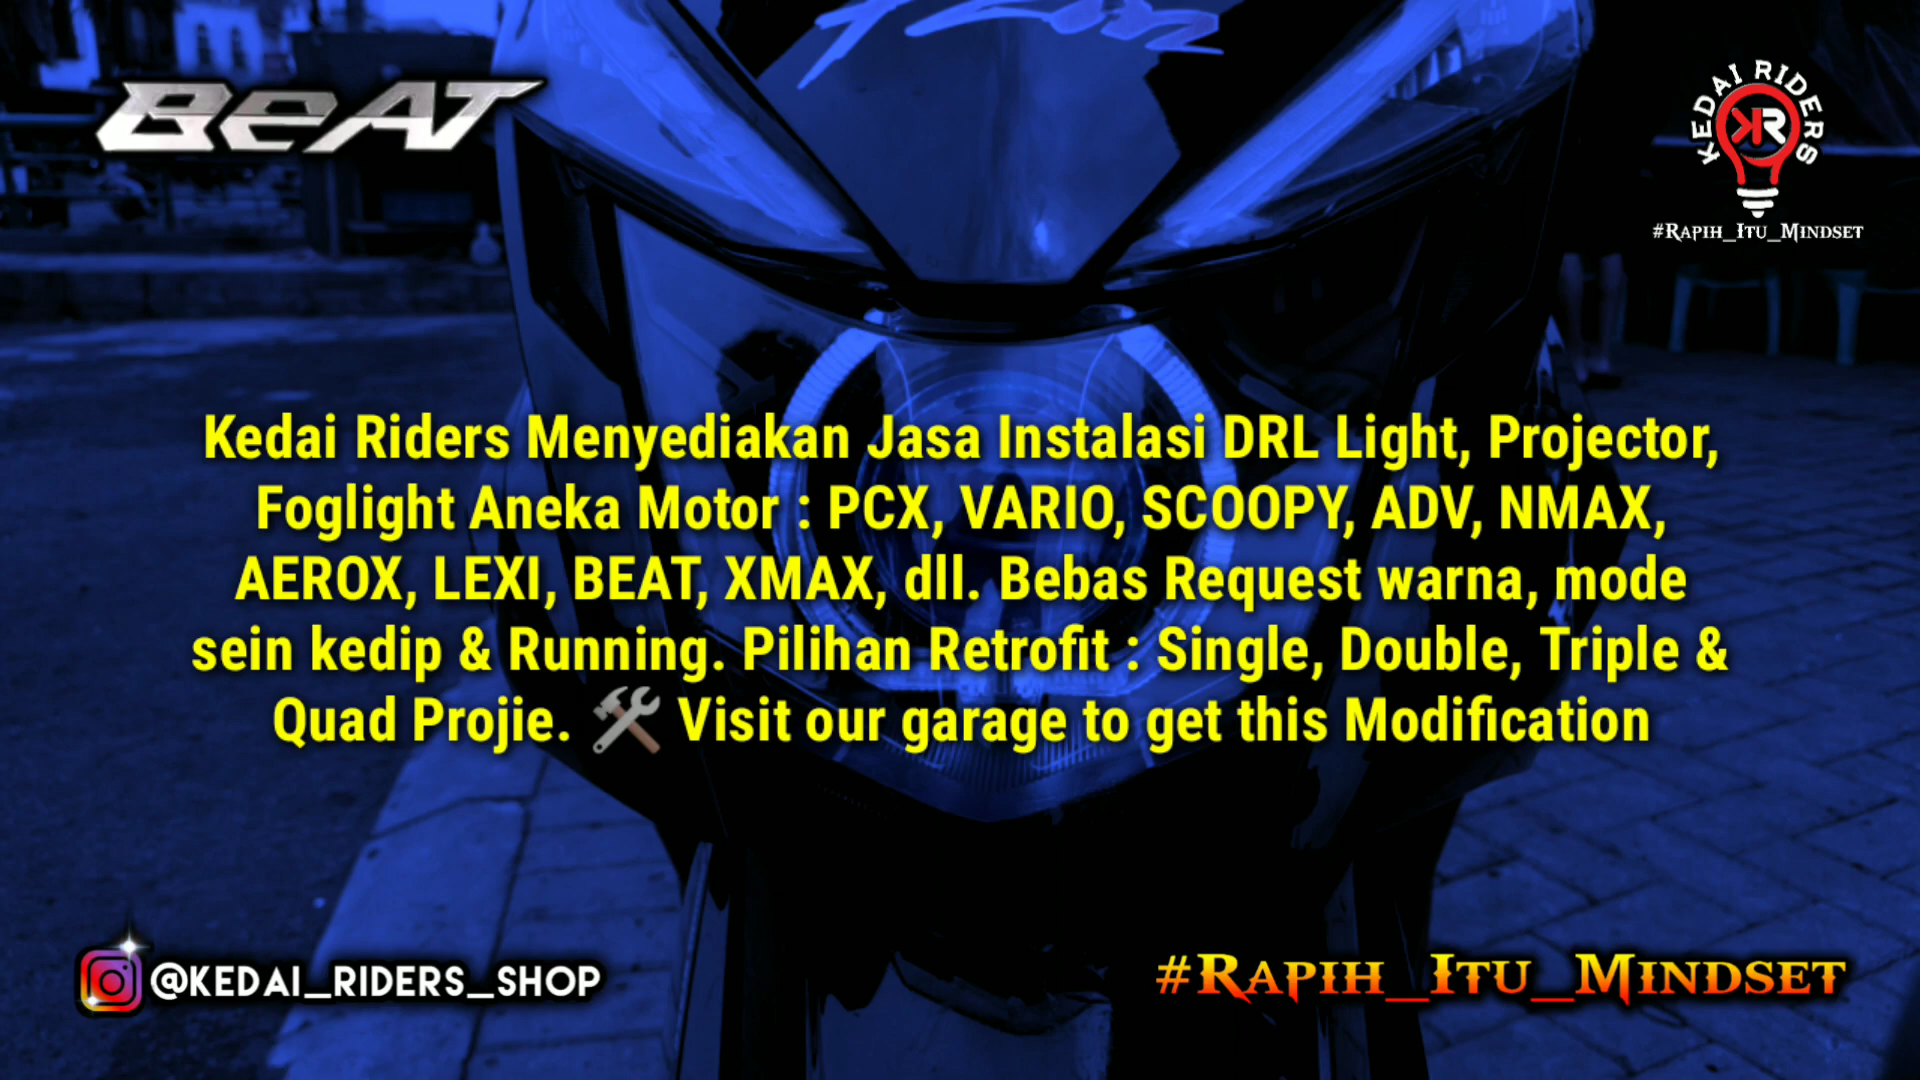 BeAT
KEDAI RIDERS
KR
#Rapih_Itu_Mindset
Kedai Riders Menyediakan Jasa Instalasi DRL Light, Projector,
Foglight Aneka Motor : PCX, VARIO, SCOOPY, ADV, NMAX,
AEROX, LEXI, BEAT, XMAX, dll. Bebas Request warna, mode
sein kedip & Running. Pilihan Retrofit : Single, Double, Triple &
Quad Projie. 🛠 Visit our garage to get this Modification
@KEDAI_RIDERS_SHOP
#Rapih_Itu_Mindset